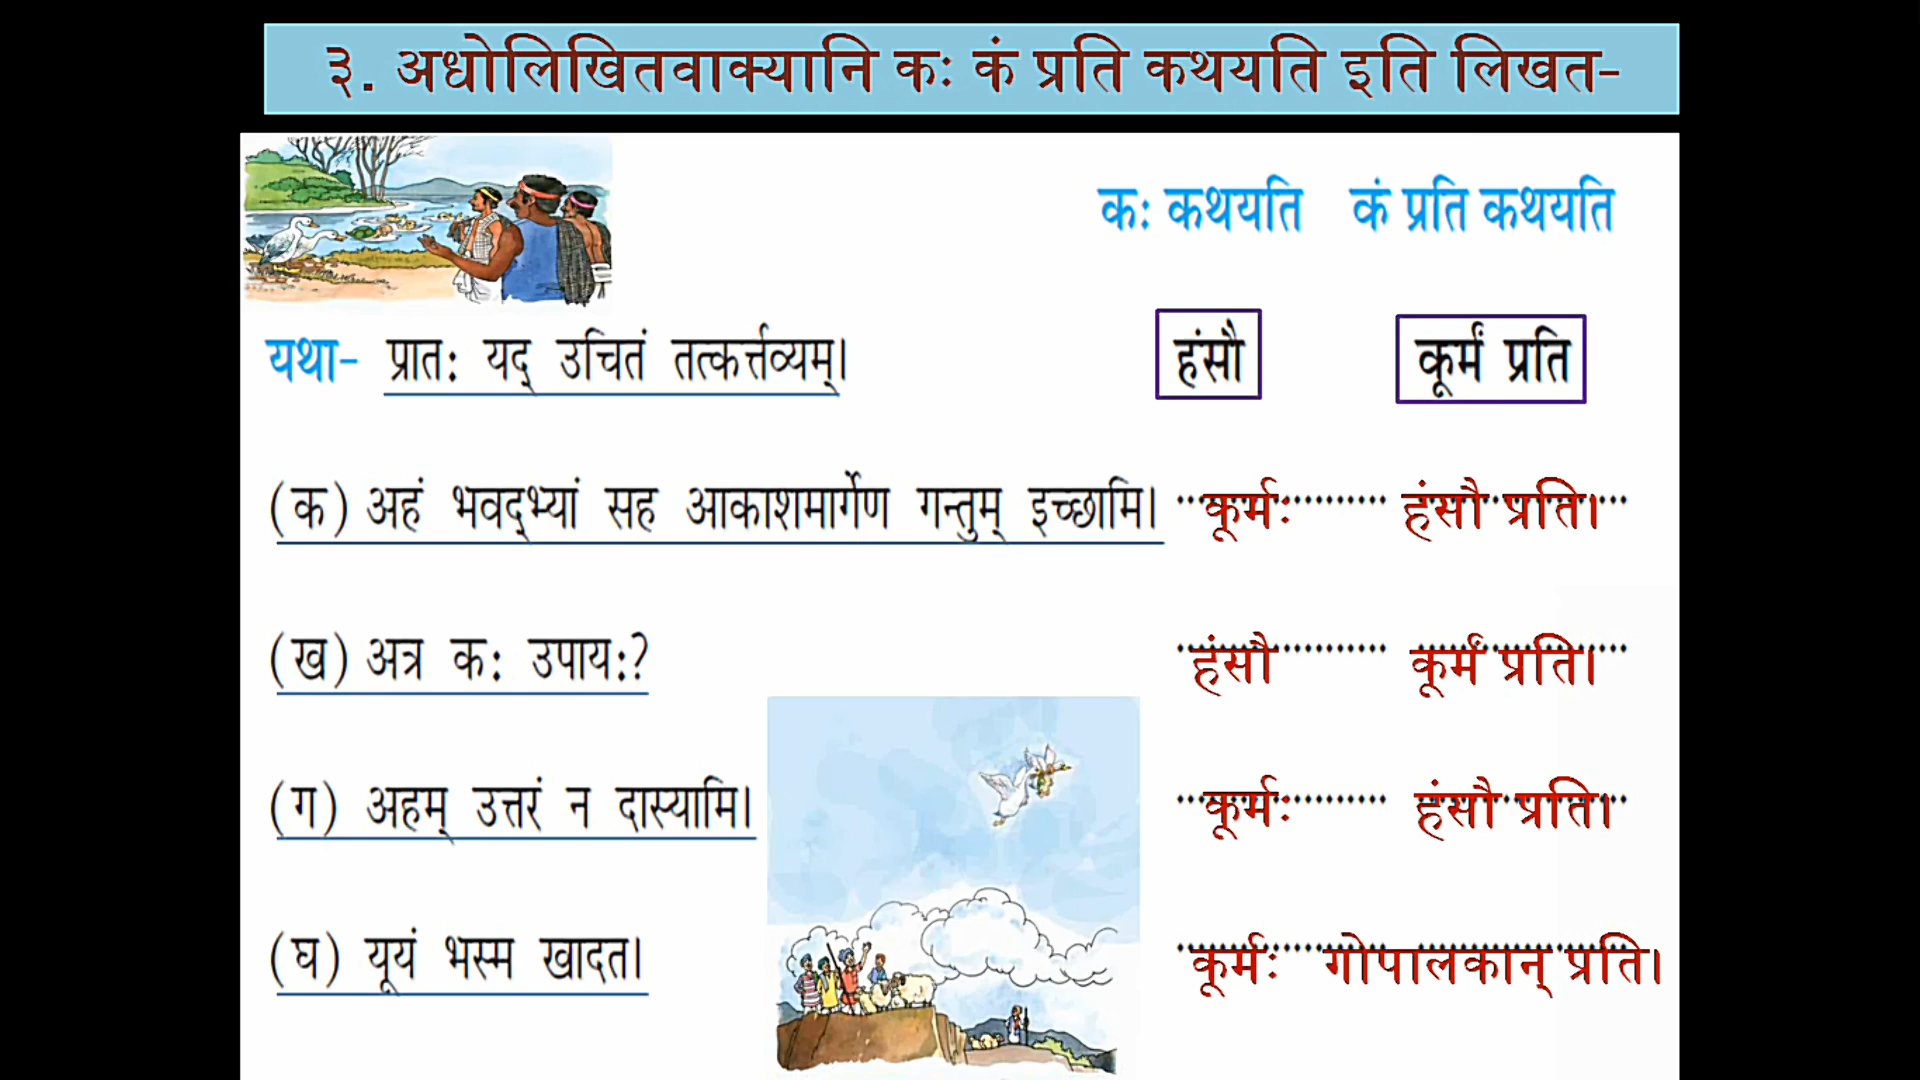 ३. अधोलिखितवाक्यानि कः कं प्रति कथयति इति लिखत-
कः कथयति कं प्रति कथयति
यथा- प्रातः यद् उचितं तत्कर्त्तव्यम्। हंसौ कूर्मं प्रति
(क) अहं भवद्भ्यां सह आकाशमार्गेण गन्तुम् इच्छामि। कूर्मः हंसौ प्रति।
(ख) अत्र कः उपायः? हंसौ कूर्मं प्रति।
(ग) अहम् उत्तरं न दास्यामि। कूर्मः हंसौ प्रति।
(घ) यूयं भस्म खादत। कूर्मः गोपालकान् प्रति।